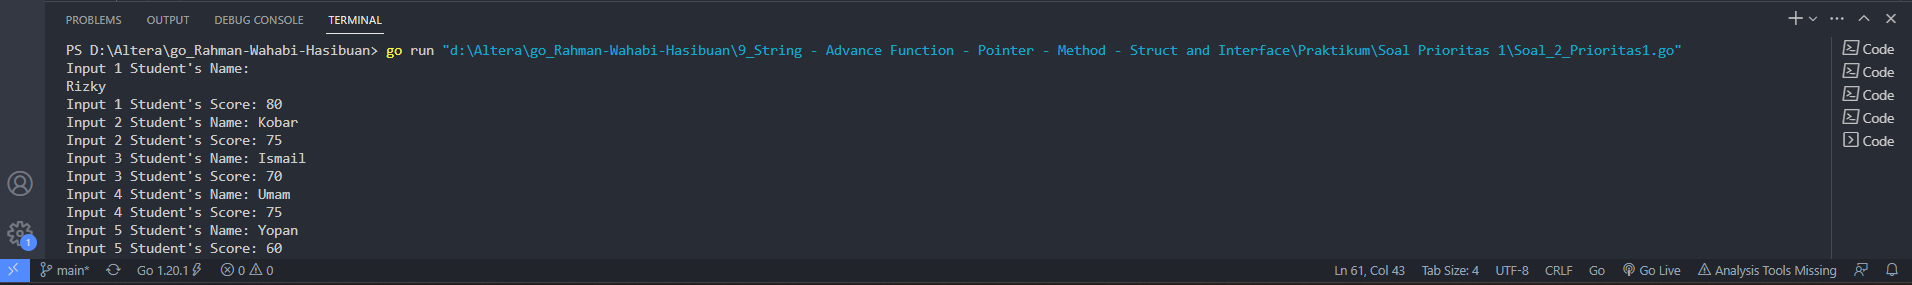 PROBLEMS OUTPUT DEBUG CONSOLE TERMINAL
PS D:\Altera\go_Rahman-Wahabi-Hasibuan> go run "d:\Altera\go_Rahman-Wahabi-Hasibuan\9_String - Advance Function - Pointer - Method - Struct and Interface\Praktikum\Soal Prioritas 1\Soal_2_Prioritas1.go"
Input 1 Student's Name:
Rizky
Input 1 Student's Score: 80
Input 2 Student's Name: Kobar
Input 2 Student's Score: 75
Input 3 Student's Name: Ismail
Input 3 Student's Score: 70
Input 4 Student's Name: Umam
Input 4 Student's Score: 75
Input 5 Student's Name: Yopan
Input 5 Student's Score: 60
Code
Code
Code
Code
Code
1
main* Go 1.20.1 0 0 Ln 61, Col 43 Tab Size: 4 UTF-8 CRLF Go Go Live Analysis Tools Missing